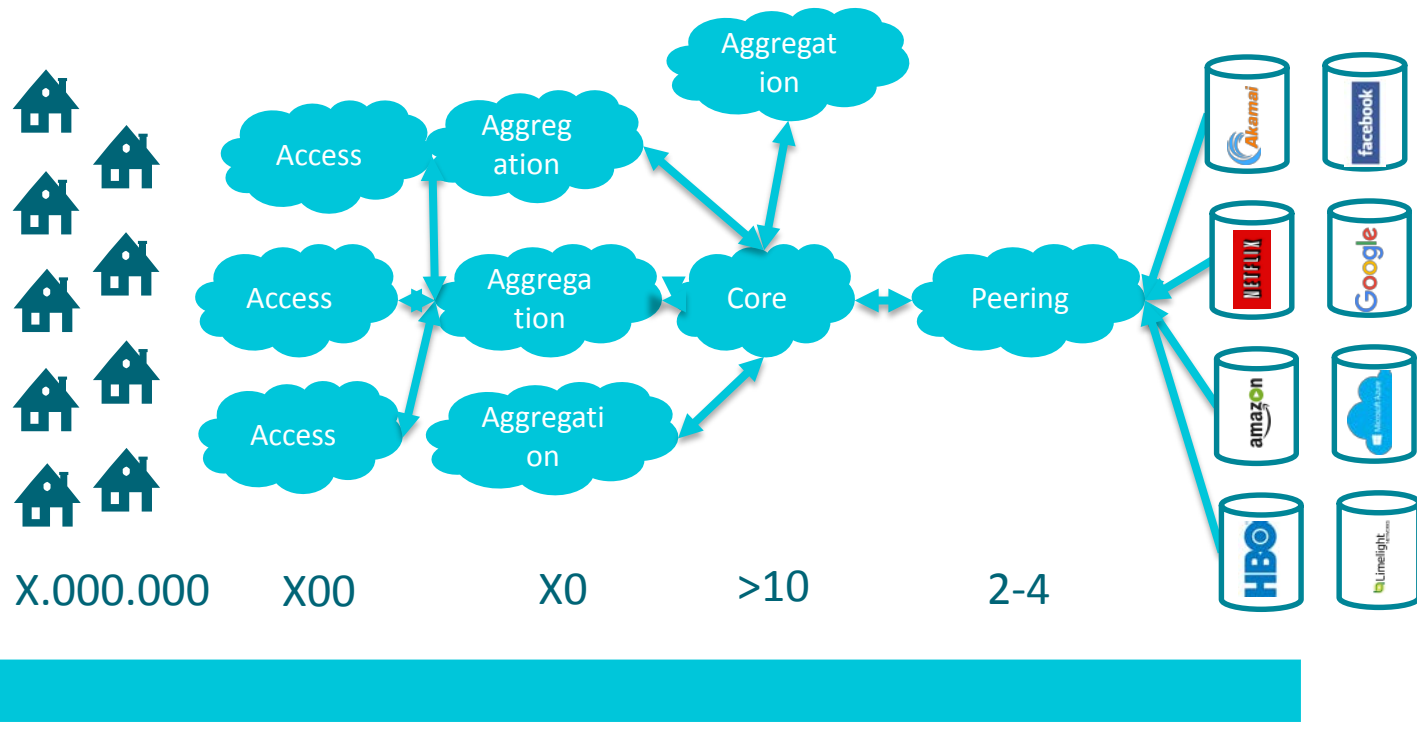 Aggregat
ion
Access
Aggreg
ation
Access
Aggrega
tion
Core
Peering
Access
Aggregati
on
Akamai
facebook
NETFLIX
Google
amazon
Microsoft Azure
HBO
Limelight
NETWORKS
X.000.000
X00
X0
>10
2-4